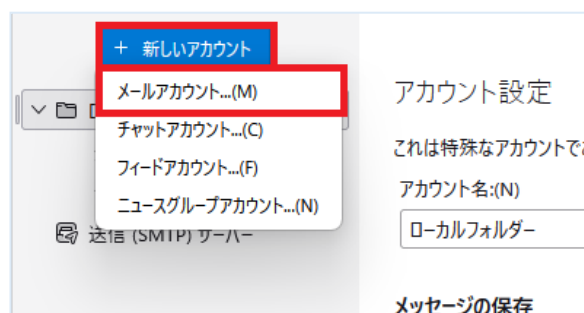 + 新しいアカウント
メールアカウント...(M)
チャットアカウント...(C)
フィードアカウント...(F)
ニュースグループアカウント...(N)
送信 (SMTP) サーバー
アカウント設定
これは特殊なアカウントで
アカウント名:(N)
ローカルフォルダー
メッセージの保存